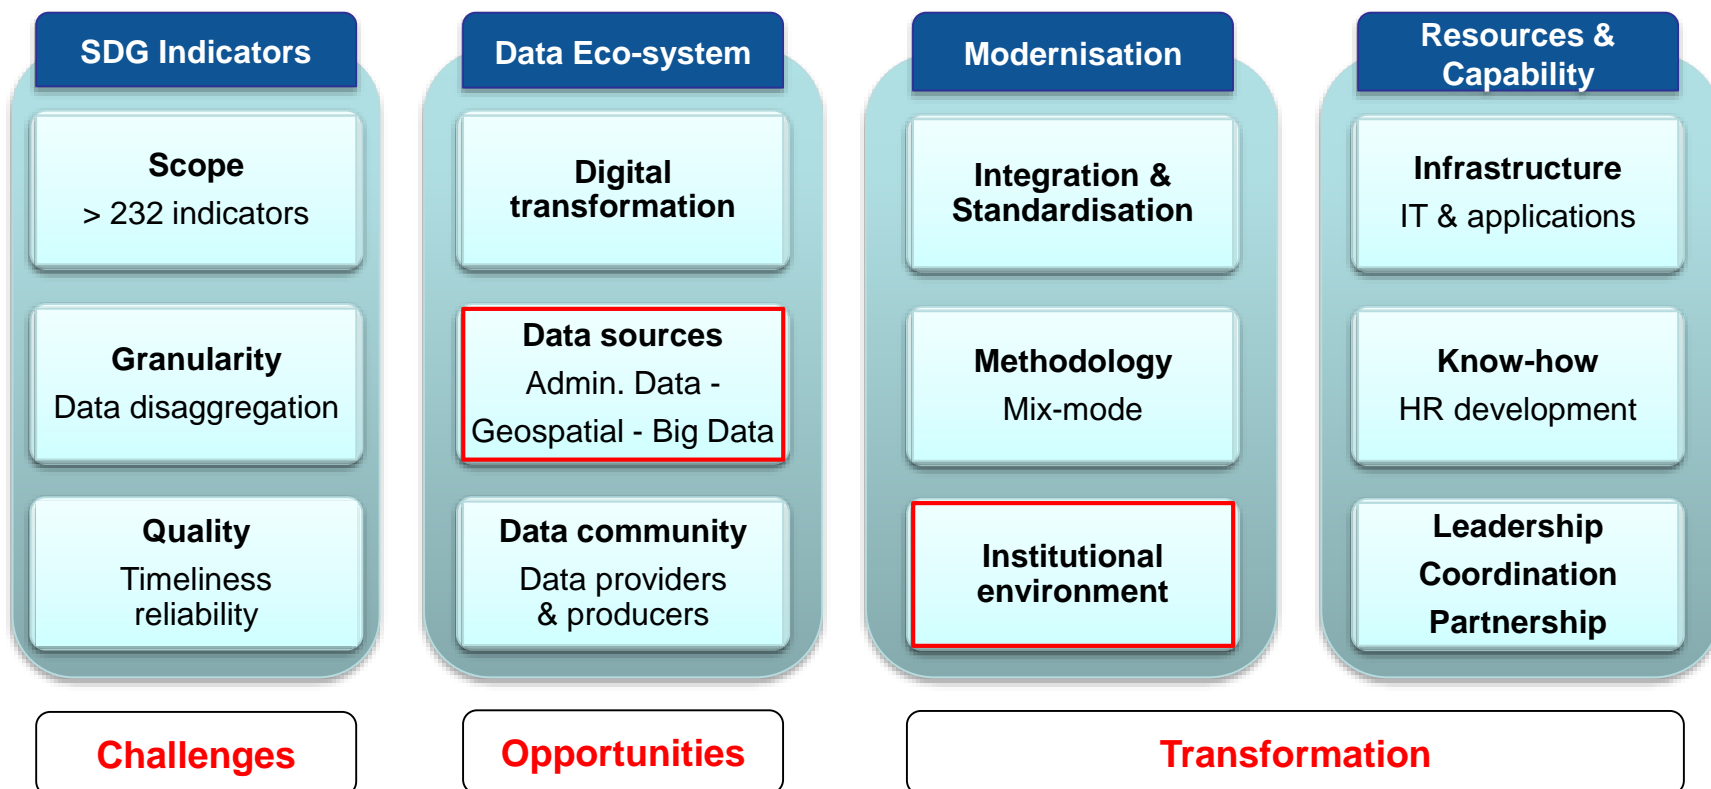 SDG Indicators
Scope
> 232 indicators
Granularity
Data disaggregation
Quality
Timeliness
reliability
Challenges
Data Eco-system
Digital
transformation
Data sources
Admin. Data -
Geospatial - Big Data
Data community
Data providers
& producers
Opportunities
Modernisation
Integration &
Standardisation
Methodology
Mix-mode
Institutional
environment
Resources &
Capability
Infrastructure
IT & applications
Know-how
HR development
Leadership
Coordination
Partnership
Transformation